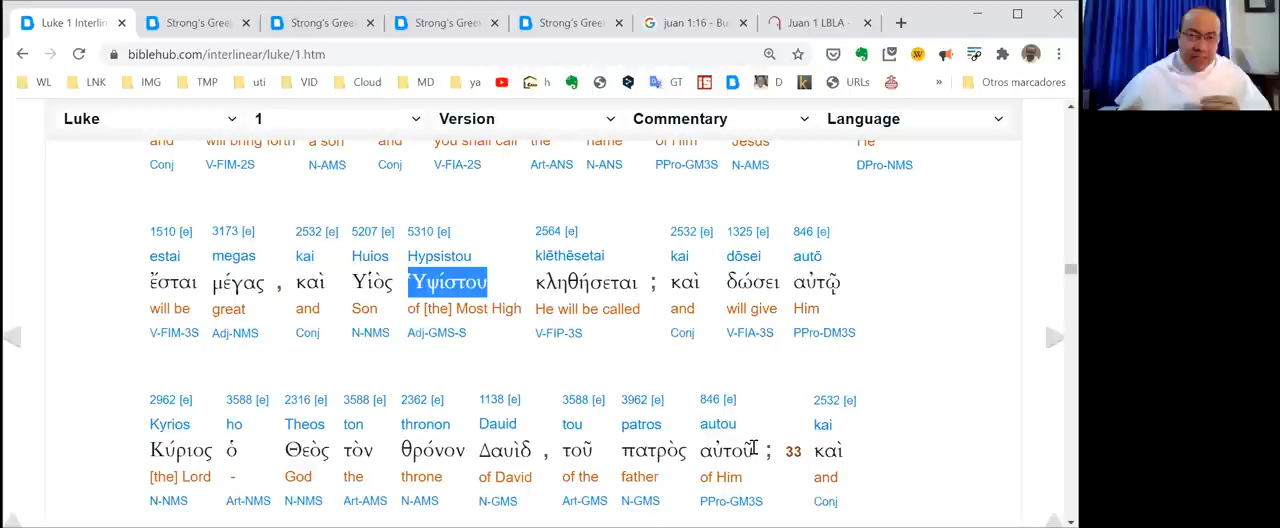 Luke 1 Interl
Strong's Gree
Strong's Greek
Strong's Gree
Strong's Gree
juan 1:16 - Bu
Juan 1 LBLA -
biblehub.com/interlinear/luke/1.htm
WL LNK IMG TMP uti VID Cloud MD ya h GT D URLs » Otros marcadores
Luke 1 Version Commentary Language
and will bring forth a son and you shall call the name of Him Jesus He
Conj V-FIM-2S N-AMS Conj V-FIA-2S Art-ANS N-ANS PPro-GM3S N-AMS DPro-NMS
1510 [e] 3173 [e] 2532 [e] 5207 [e] 5310 [e] 2564 [e] 2532 [e] 1325 [e] 846 [e]
estai megas kai Huios Hypsistou klēthēsetai kai dōsei autō
ἔσται μέγας , καὶ Υἱὸς Ὑψίστου κληθήσεται ; καὶ δώσει αὐτῷ
will be great and Son of [the] Most High He will be called and will give Him
V-FIM-3S Adj-NMS Conj N-NMS Adj-GMS-S V-FIP-3S Conj V-FIA-3S PPro-DM3S
2962 [e] 3588 [e] 2316 [e] 3588 [e] 2362 [e] 1138 [e] 3588 [e] 3962 [e] 846 [e] 2532 [e]
Kyrios ho Theos ton thronon Dauid tou patros autou kai
Κύριος ὁ Θεὸς τὸν θρόνον Δαυὶδ , τοῦ πατρὸς αὐτοῦ ; 33 καὶ
[the] Lord - God the throne of David of the father of Him and
N-NMS Art-NMS N-NMS Art-AMS N-AMS N-GMS Art-GMS N-GMS PPro-GM3S Conj